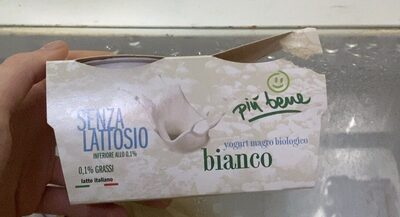 SENZA
LATTOSIO
INFERIORE ALLO 0,1%
0,1% GRASSI
latte italiano
più bene
yogurt magro biologico
bianco